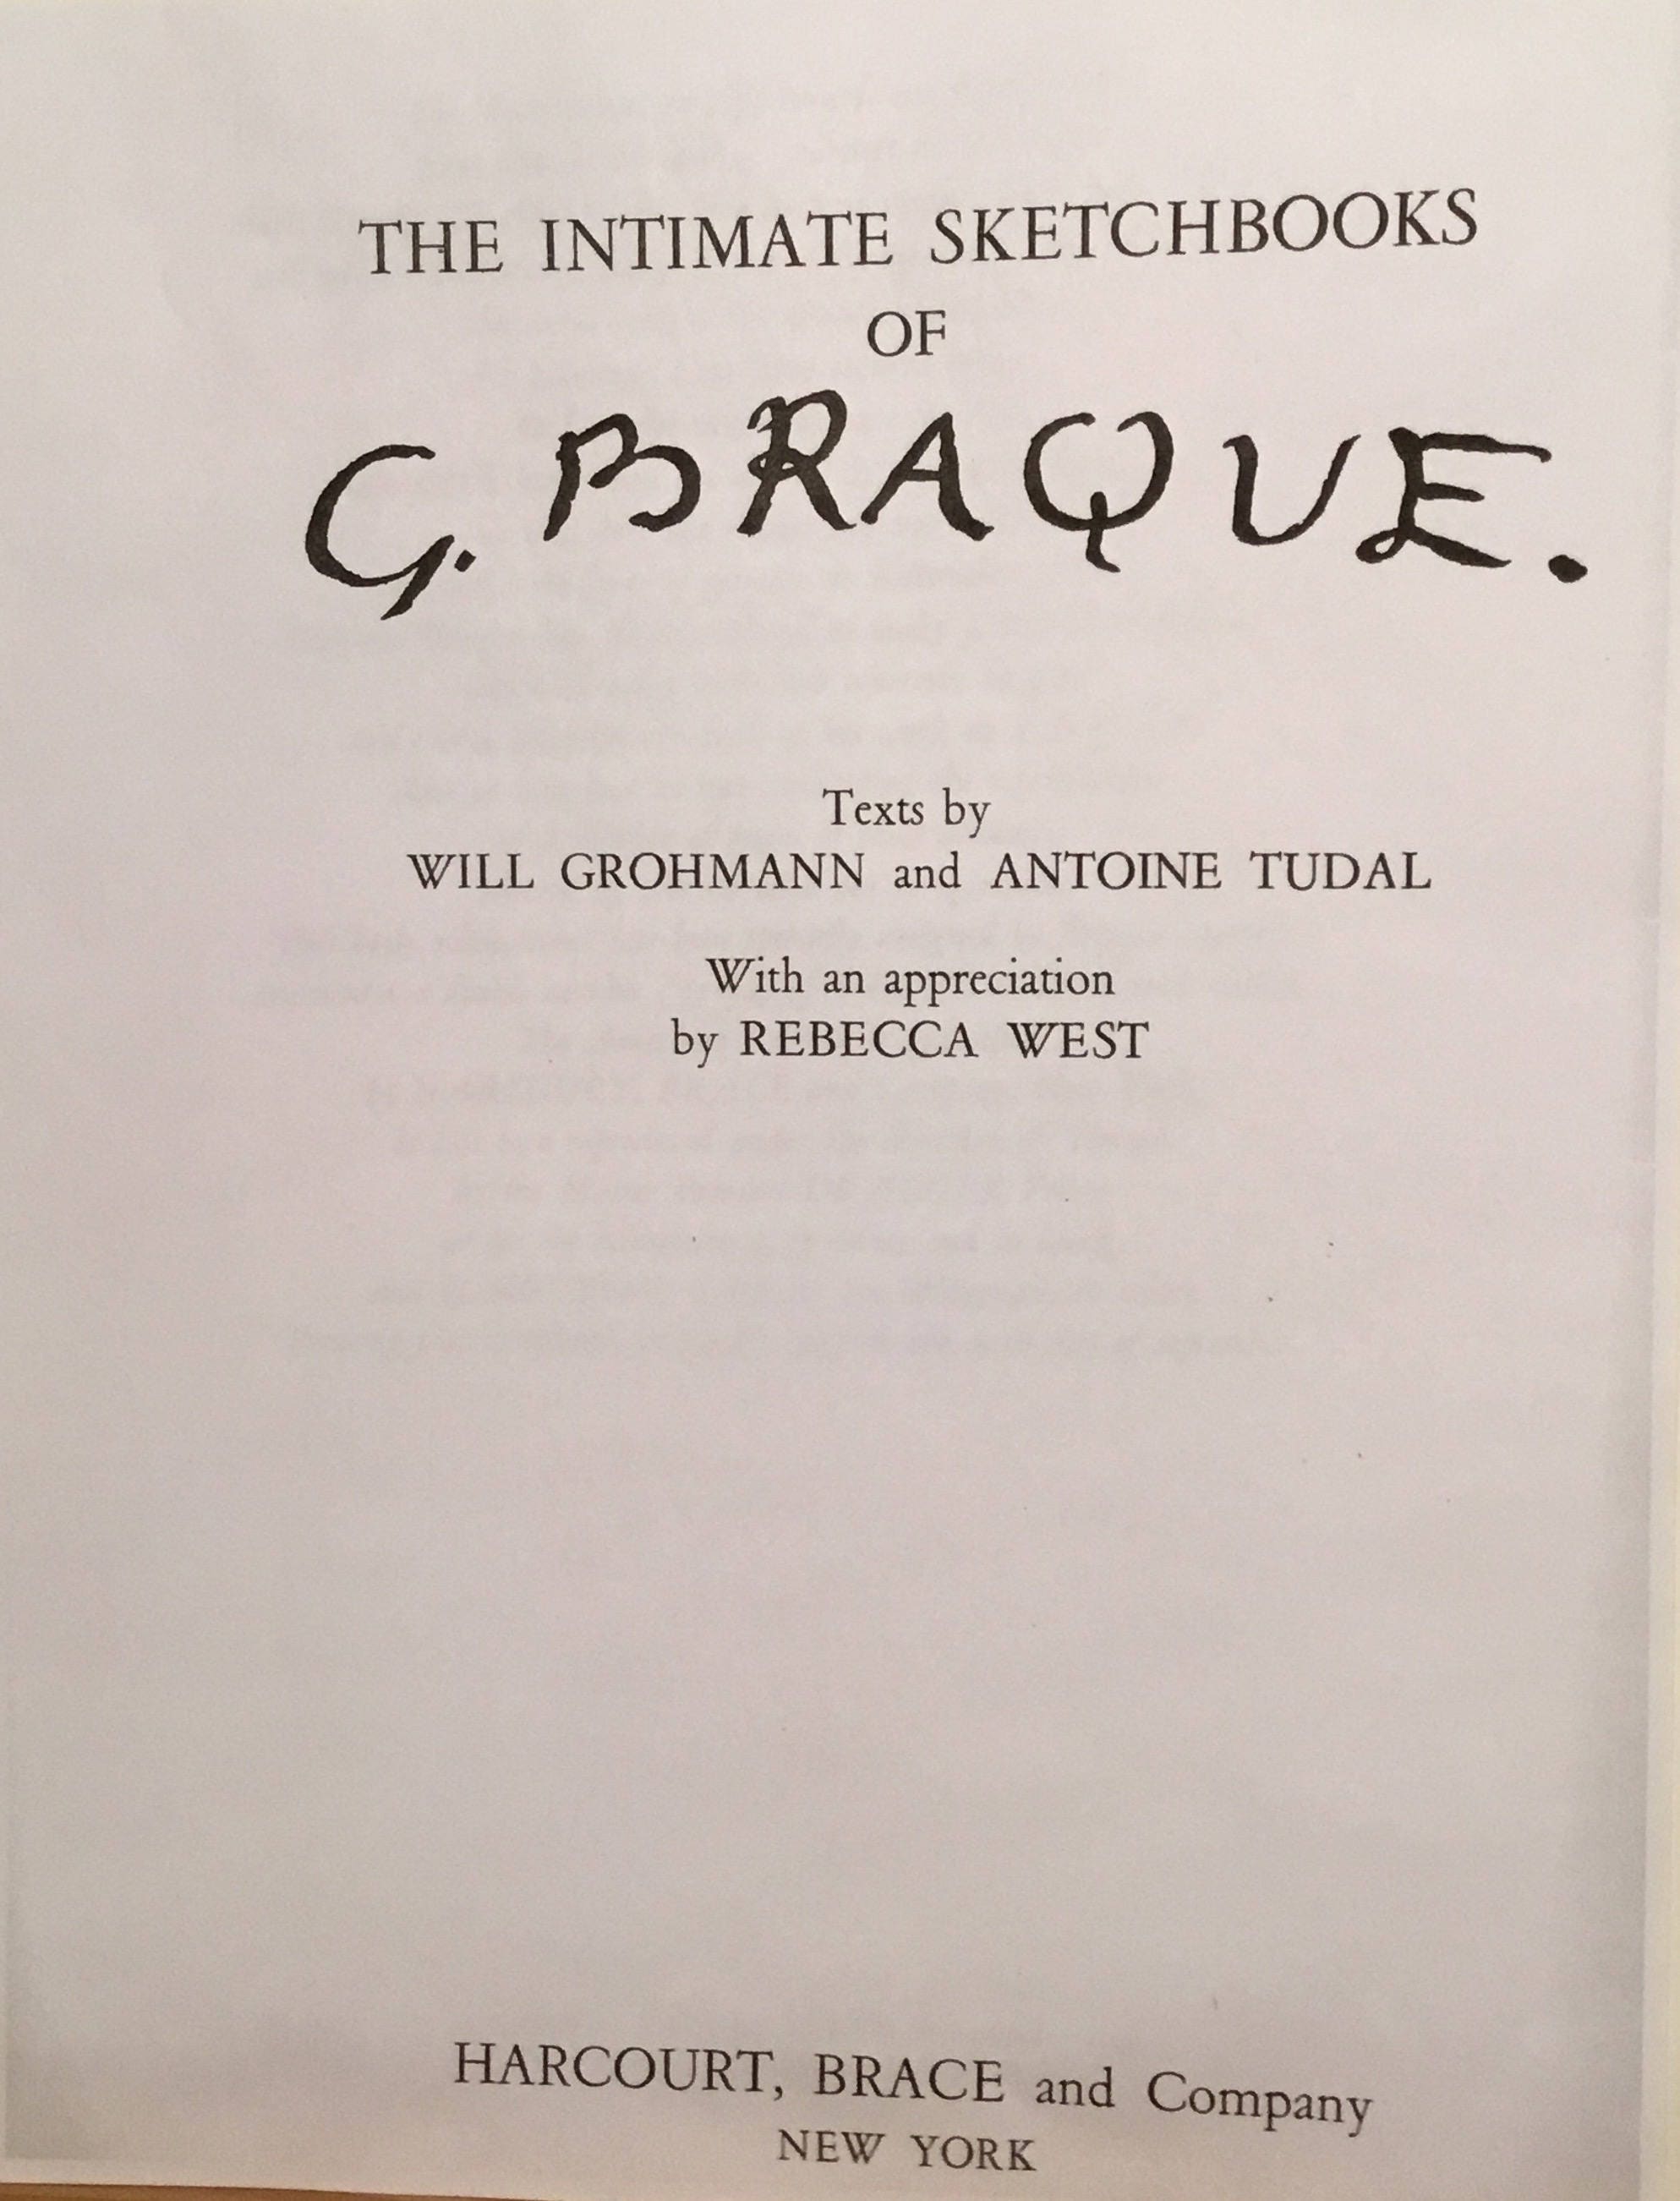 THE INTIMATE SKETCHBOOKS
OF
G. BRAQUE.
Texts by
WILL GROHMANN and ANTOINE TUDAL
With an appreciation
by REBECCA WEST
HARCOURT, BRACE and Company
NEW YORK